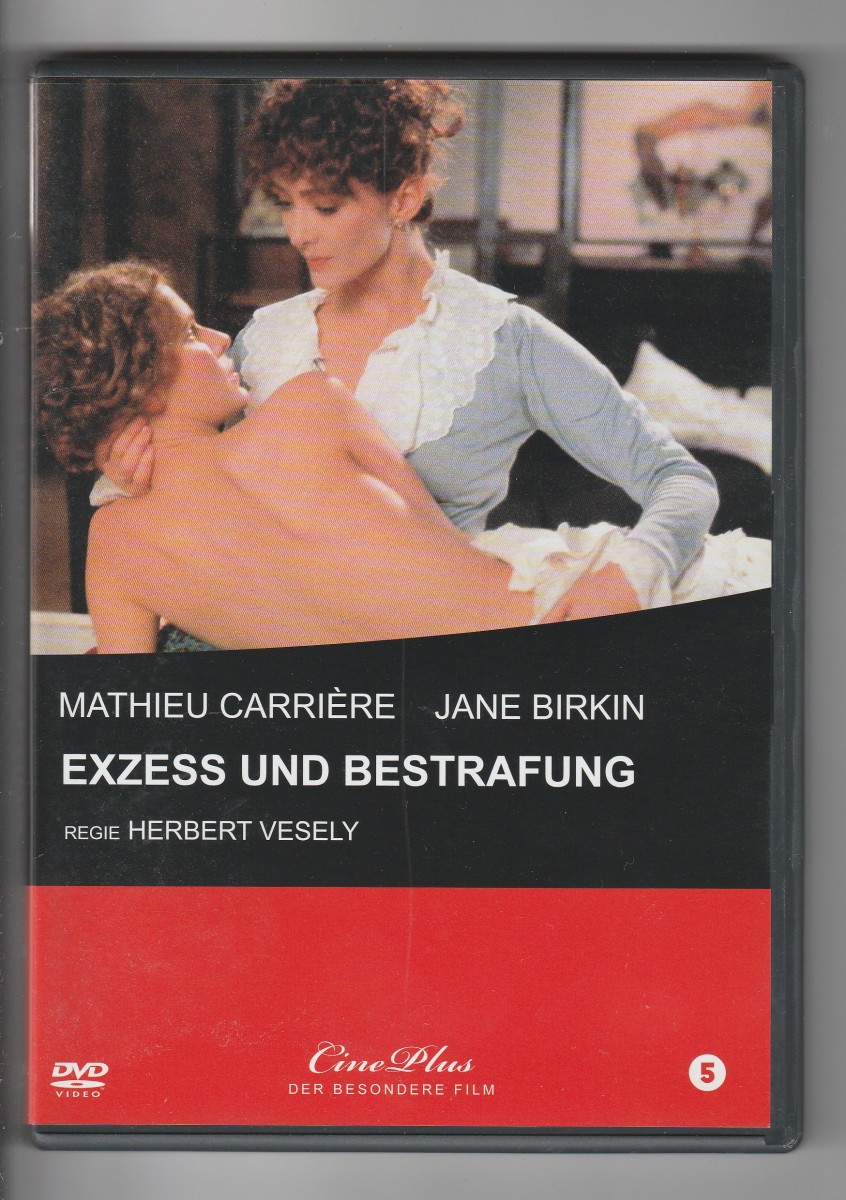 MATHIEU CARRIÈRE JANE BIRKIN
EXZESS UND BESTRAFUNG
REGIE HERBERT VESELY
DVD
VIDEO
Cine Plus
DER BESONDERE FILM
5